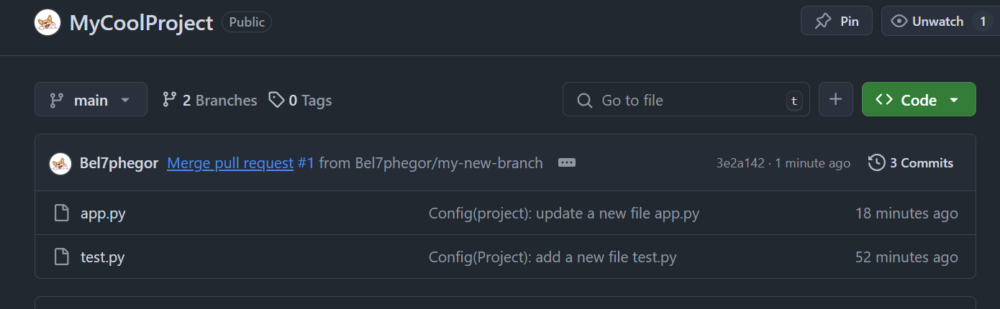 MyCoolProject Public Pin Unwatch 1
main 2 Branches 0 Tags Go to file t Code
Bel7phegor Merge pull request #1 from Bel7phegor/my-new-branch 3e2a142 · 1 minute ago 3 Commits
app.py Config(project): update a new file app.py 18 minutes ago
test.py Config(Project): add a new file test.py 52 minutes ago